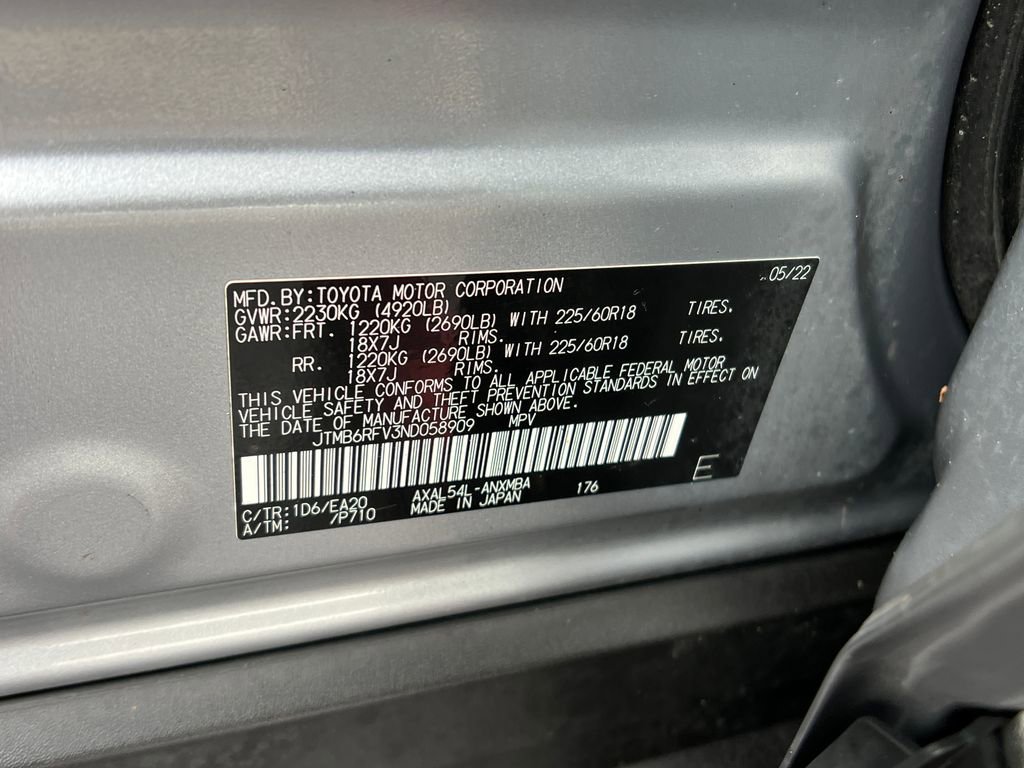 05/22
MFD.BY:TOYOTA MOTOR CORPORATION
GVWR:2230KG (4920LB)
GAWR:FRT. 1220KG (2690LB) WITH 225/60R18 TIRES.
18X7J RIMS.
RR. 1220KG (2690LB) WITH 225/60R18 TIRES.
18X7J RIMS.
THIS VEHICLE CONFORMS TO ALL APPLICABLE FEDERAL MOTOR
VEHICLE SAFETY AND THEFT PREVENTION STANDARDS IN EFFECT ON
THE DATE OF MANUFACTURE SHOWN ABOVE.
JTMB6RFV3ND058909 MPV
E
C/TR:1D6/EA20 AXAL54L-ANXMBA 176
A/TM: /P710 MADE IN JAPAN